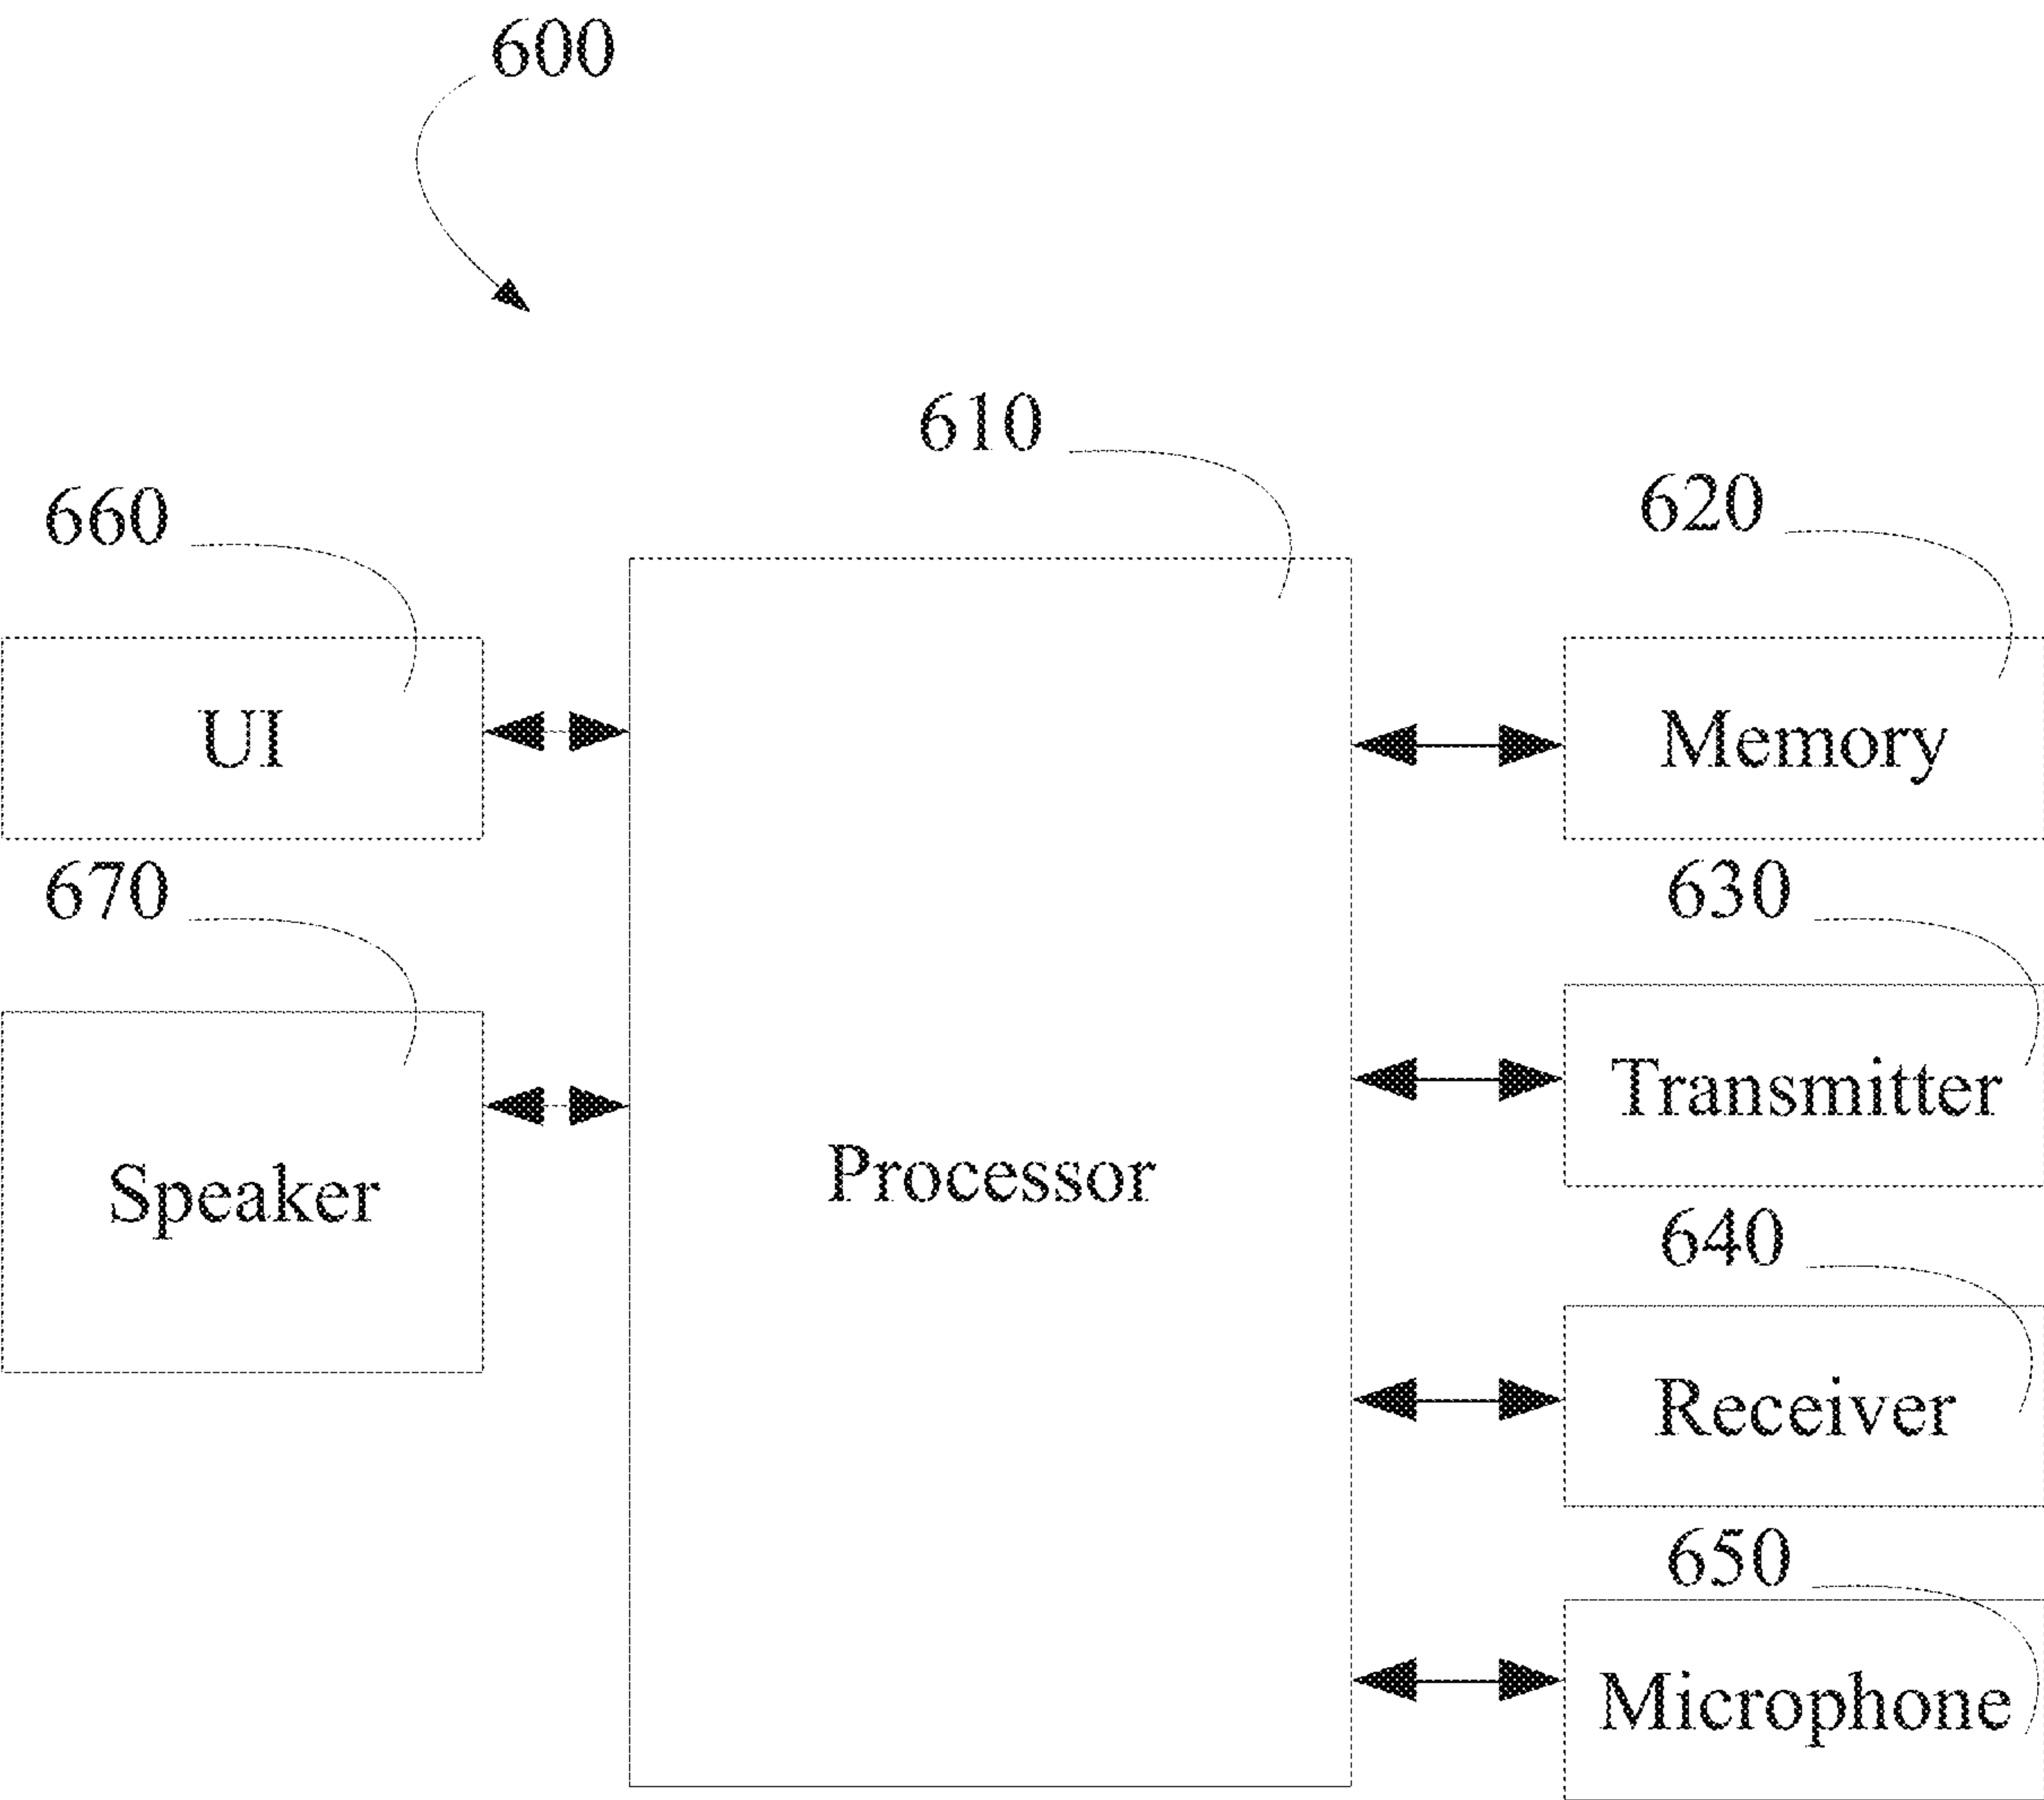 600
610
660
620
UI
Memory
670
630
Transmitter
Speaker
Processor
640
Receiver
650
Microphone